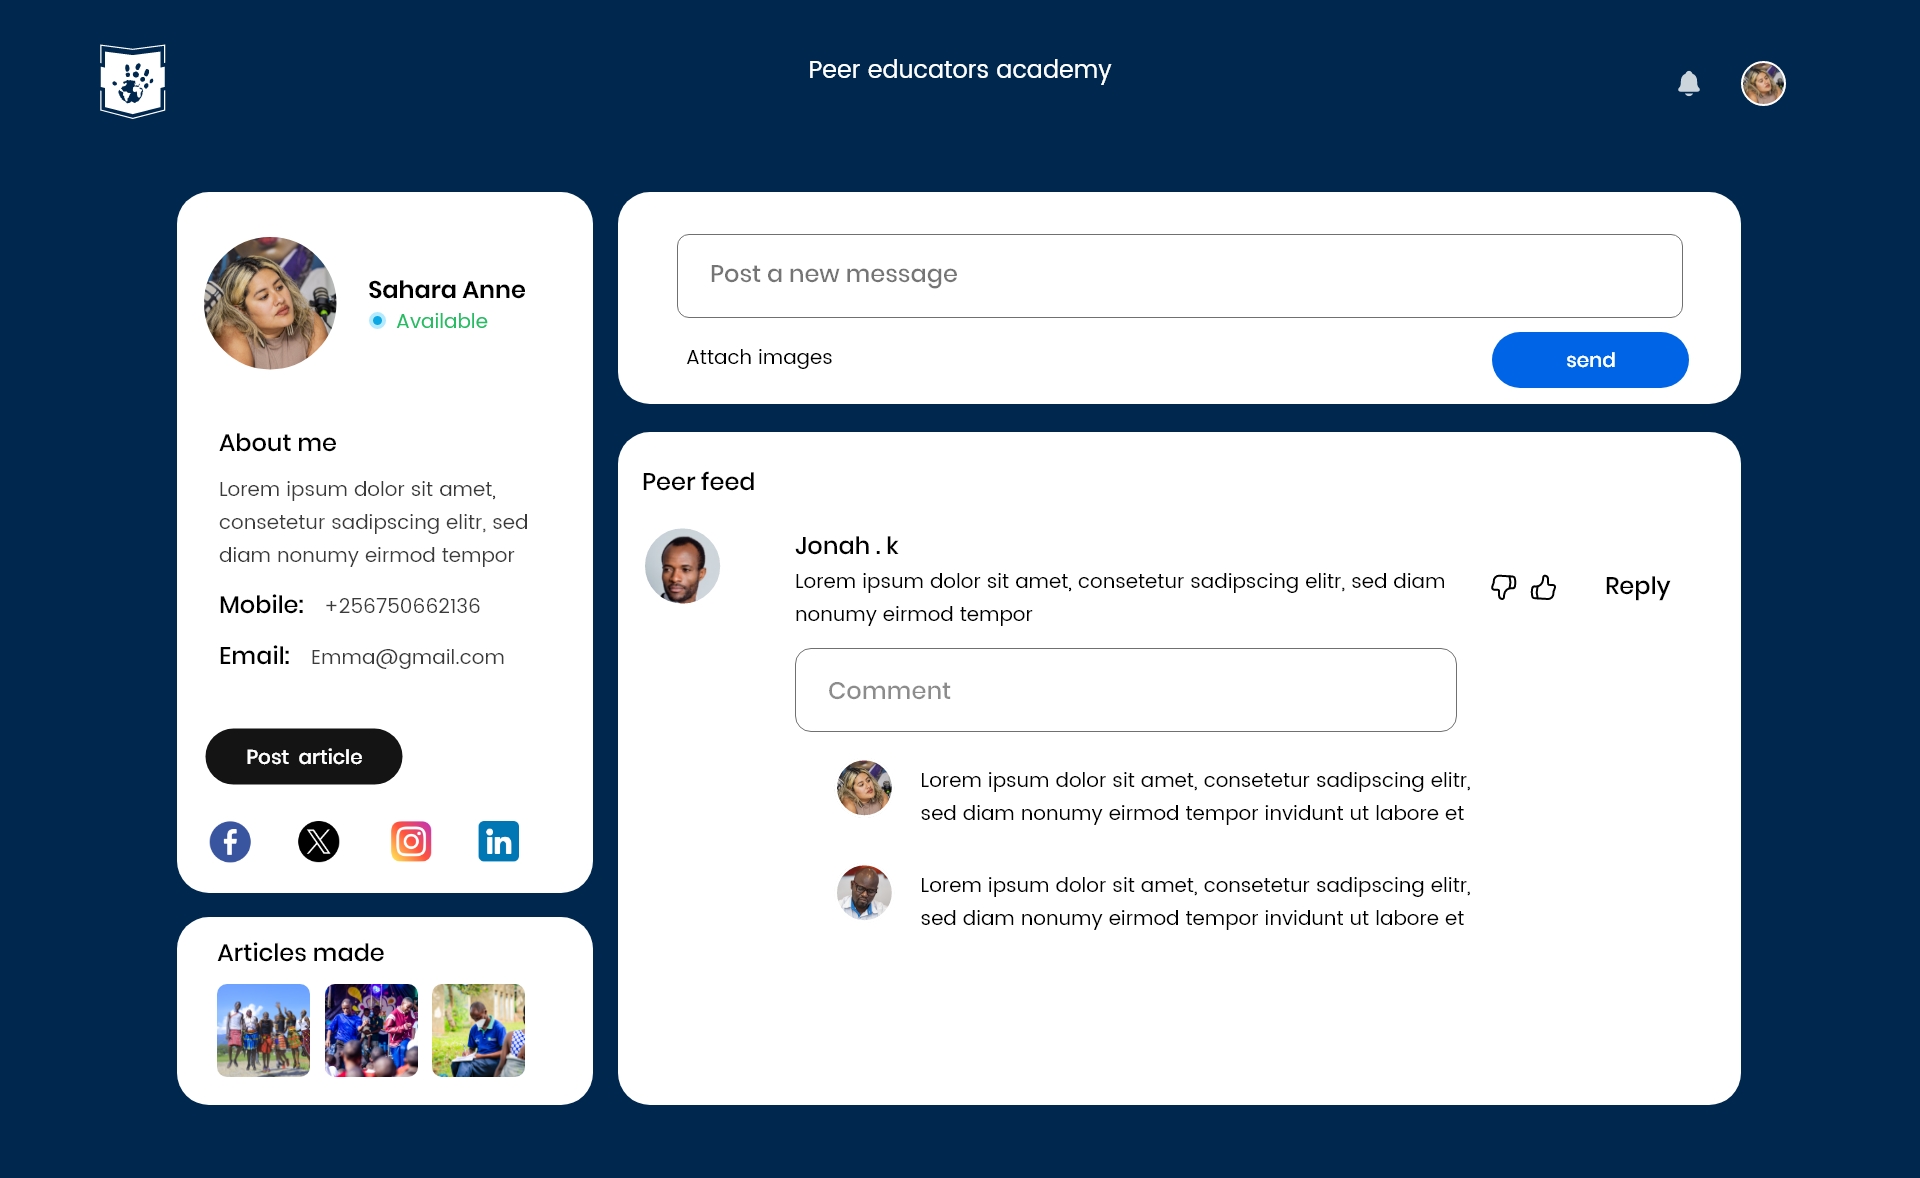 Peer educators academy
Sahara Anne
Available
About me
Lorem ipsum dolor sit amet,
consetetur sadipscing elitr, sed
diam nonumy eirmod tempor
Mobile: +256750662136
Email: Emma@gmail.com
Post article
Articles made
Post a new message
Attach images
send
Peer feed
Jonah . k
Lorem ipsum dolor sit amet, consetetur sadipscing elitr, sed diam
nonumy eirmod tempor
Reply
Comment
Lorem ipsum dolor sit amet, consetetur sadipscing elitr,
sed diam nonumy eirmod tempor invidunt ut labore et
Lorem ipsum dolor sit amet, consetetur sadipscing elitr,
sed diam nonumy eirmod tempor invidunt ut labore et